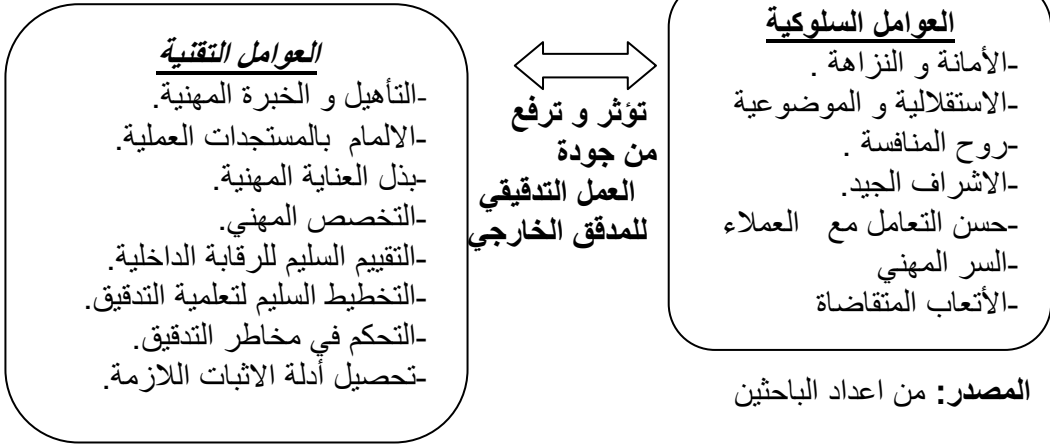 العوامل السلوكية
-الأمانة و النزاهة .
-الاستقلالية و الموضوعية
-روح المنافسة .
-الاشراف الجيد.
-حسن التعامل مع العملاء
-السر المهني
-الأتعاب المتقاضاة
تؤثر و ترفع
من جودة
العمل التدقيقي
للمدقق الخارجي
العوامل التقنية
-التأهيل و الخبرة المهنية.
-الالمام بالمستجدات العملية.
-بذل العناية المهنية.
-التخصص المهني.
-التقييم السليم للرقابة الداخلية.
-التخطيط السليم لتعلمية التدقيق.
-التحكم في مخاطر التدقيق.
-تحصيل أدلة الاثبات اللازمة.
المصدر: من اعداد الباحثين